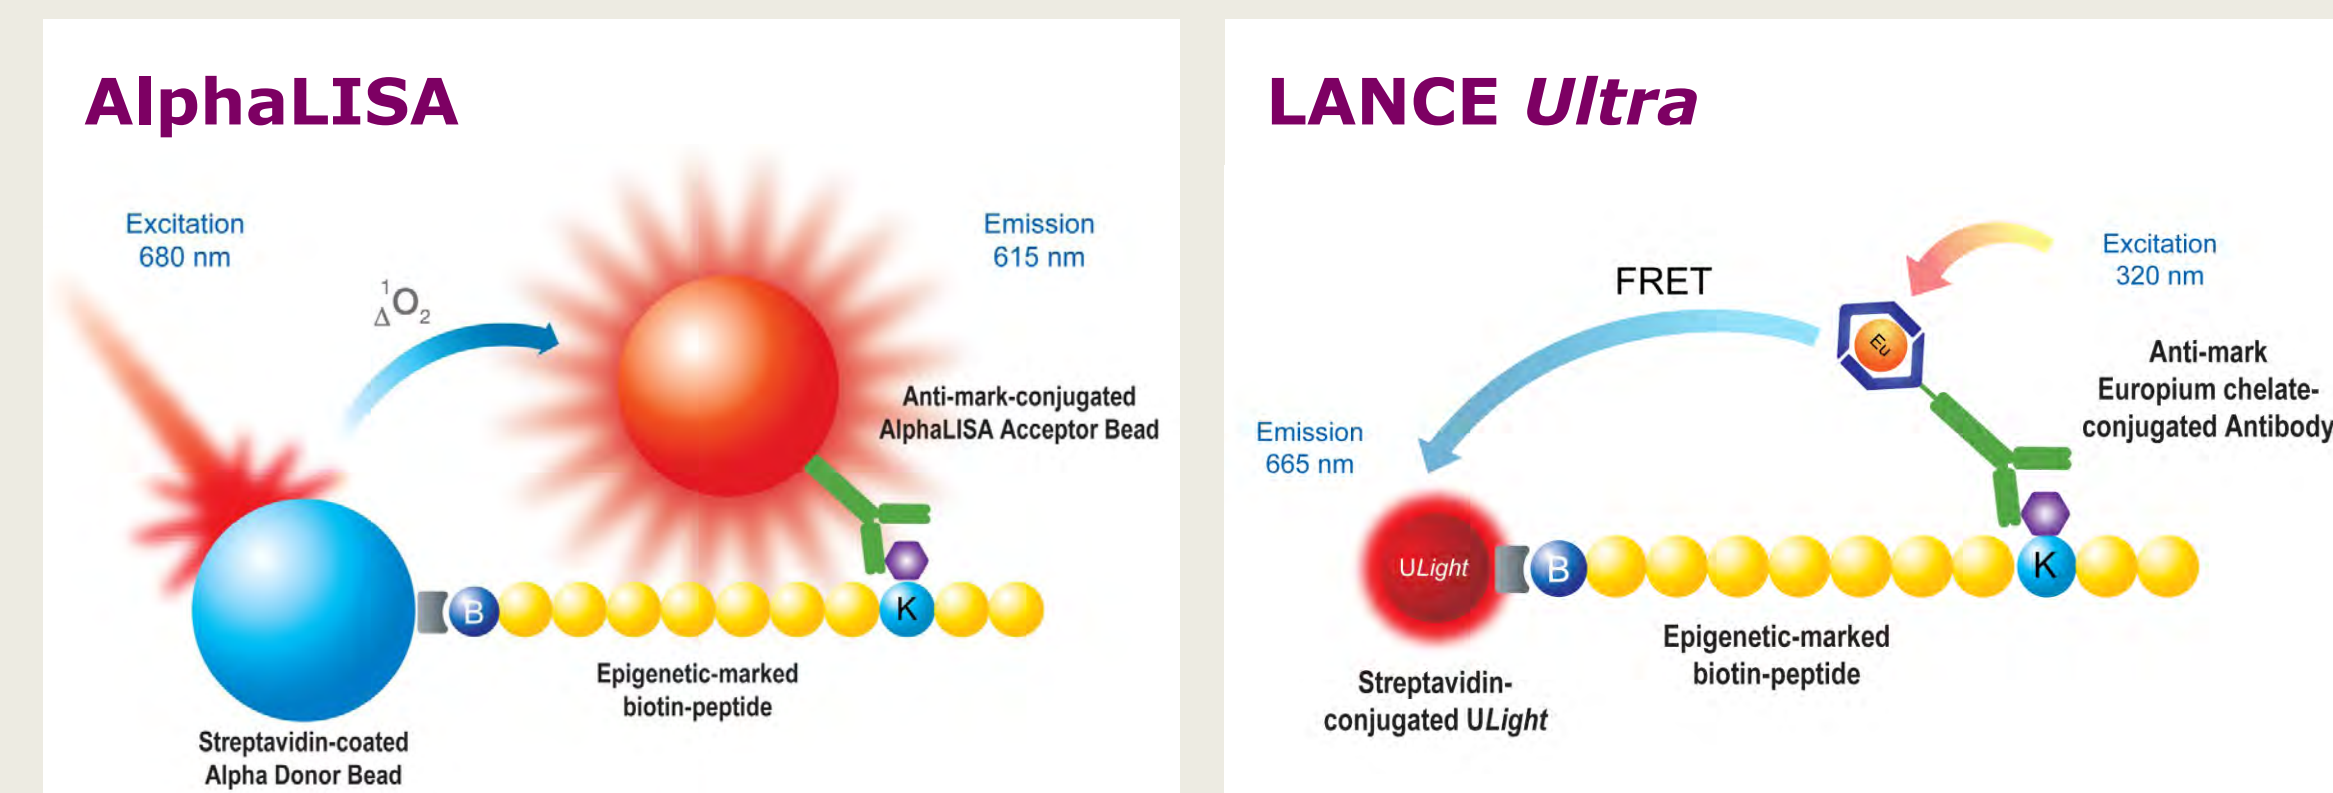 AlphaLISA
Excitation
680 nm
¹ΔO₂
Emission
615 nm
Anti-mark-conjugated
AlphaLISA Acceptor Bead
B
K
Epigenetic-marked
biotin-peptide
Streptavidin-coated
Alpha Donor Bead
LANCE Ultra
FRET
Excitation
320 nm
Eu
Anti-mark
Europium chelate-
conjugated Antibody
Emission
665 nm
ULight
B
K
Epigenetic-marked
biotin-peptide
Streptavidin-
conjugated ULight